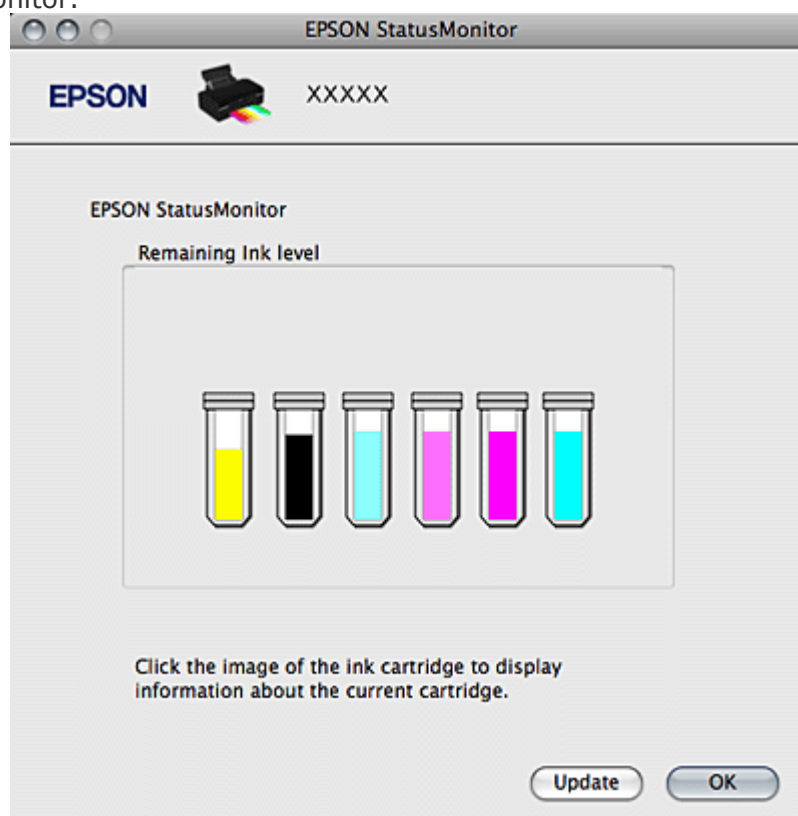 onitor.
EPSON StatusMonitor
EPSON XXXXX
EPSON StatusMonitor
Remaining Ink level
Click the image of the ink cartridge to display
information about the current cartridge.
Update OK